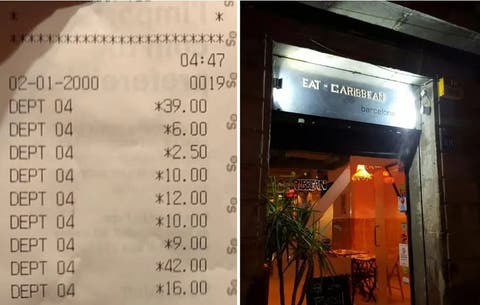 *
*
*************************
04:47
02-01-2000 0019
DEPT 04 *39.00
DEPT 04 *6.00
DEPT 04 *2.50
DEPT 04 *10.00
DEPT 04 *12.00
DEPT 04 *10.00
DEPT 04 *9.00
DEPT 04 *42.00
DEPT 04 *16.00
EAT - CARIBBEAN
barcelona